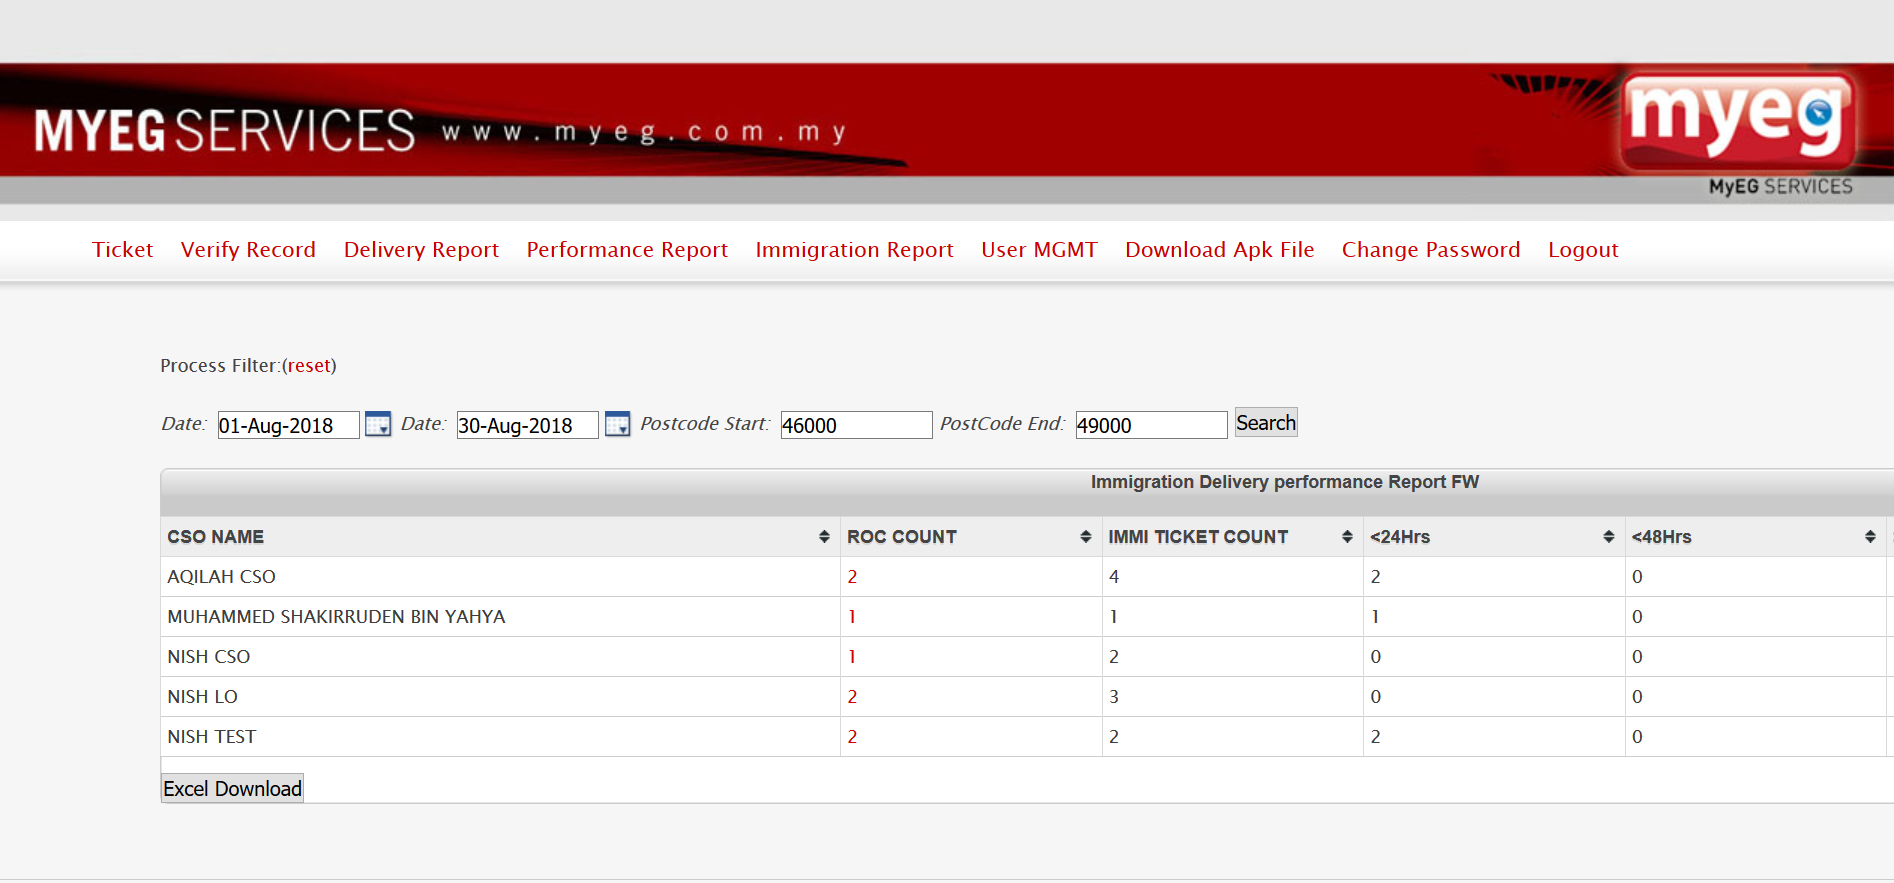 MYEG SERVICES www.myeg.com.my
myeg
MyEG SERVICES
Ticket Verify Record Delivery Report Performance Report Immigration Report User MGMT Download Apk File Change Password Logout
Process Filter:(reset)
Date: 01-Aug-2018 Date: 30-Aug-2018 Postcode Start: 46000 PostCode End: 49000 Search
Immigration Delivery performance Report FW
CSO NAME ROC COUNT IMMI TICKET COUNT <24Hrs <48Hrs
AQILAH CSO 2 4 2 0
MUHAMMED SHAKIRRUDEN BIN YAHYA 1 1 1 0
NISH CSO 1 2 0 0
NISH LO 2 3 0 0
NISH TEST 2 2 2 0
Excel Download